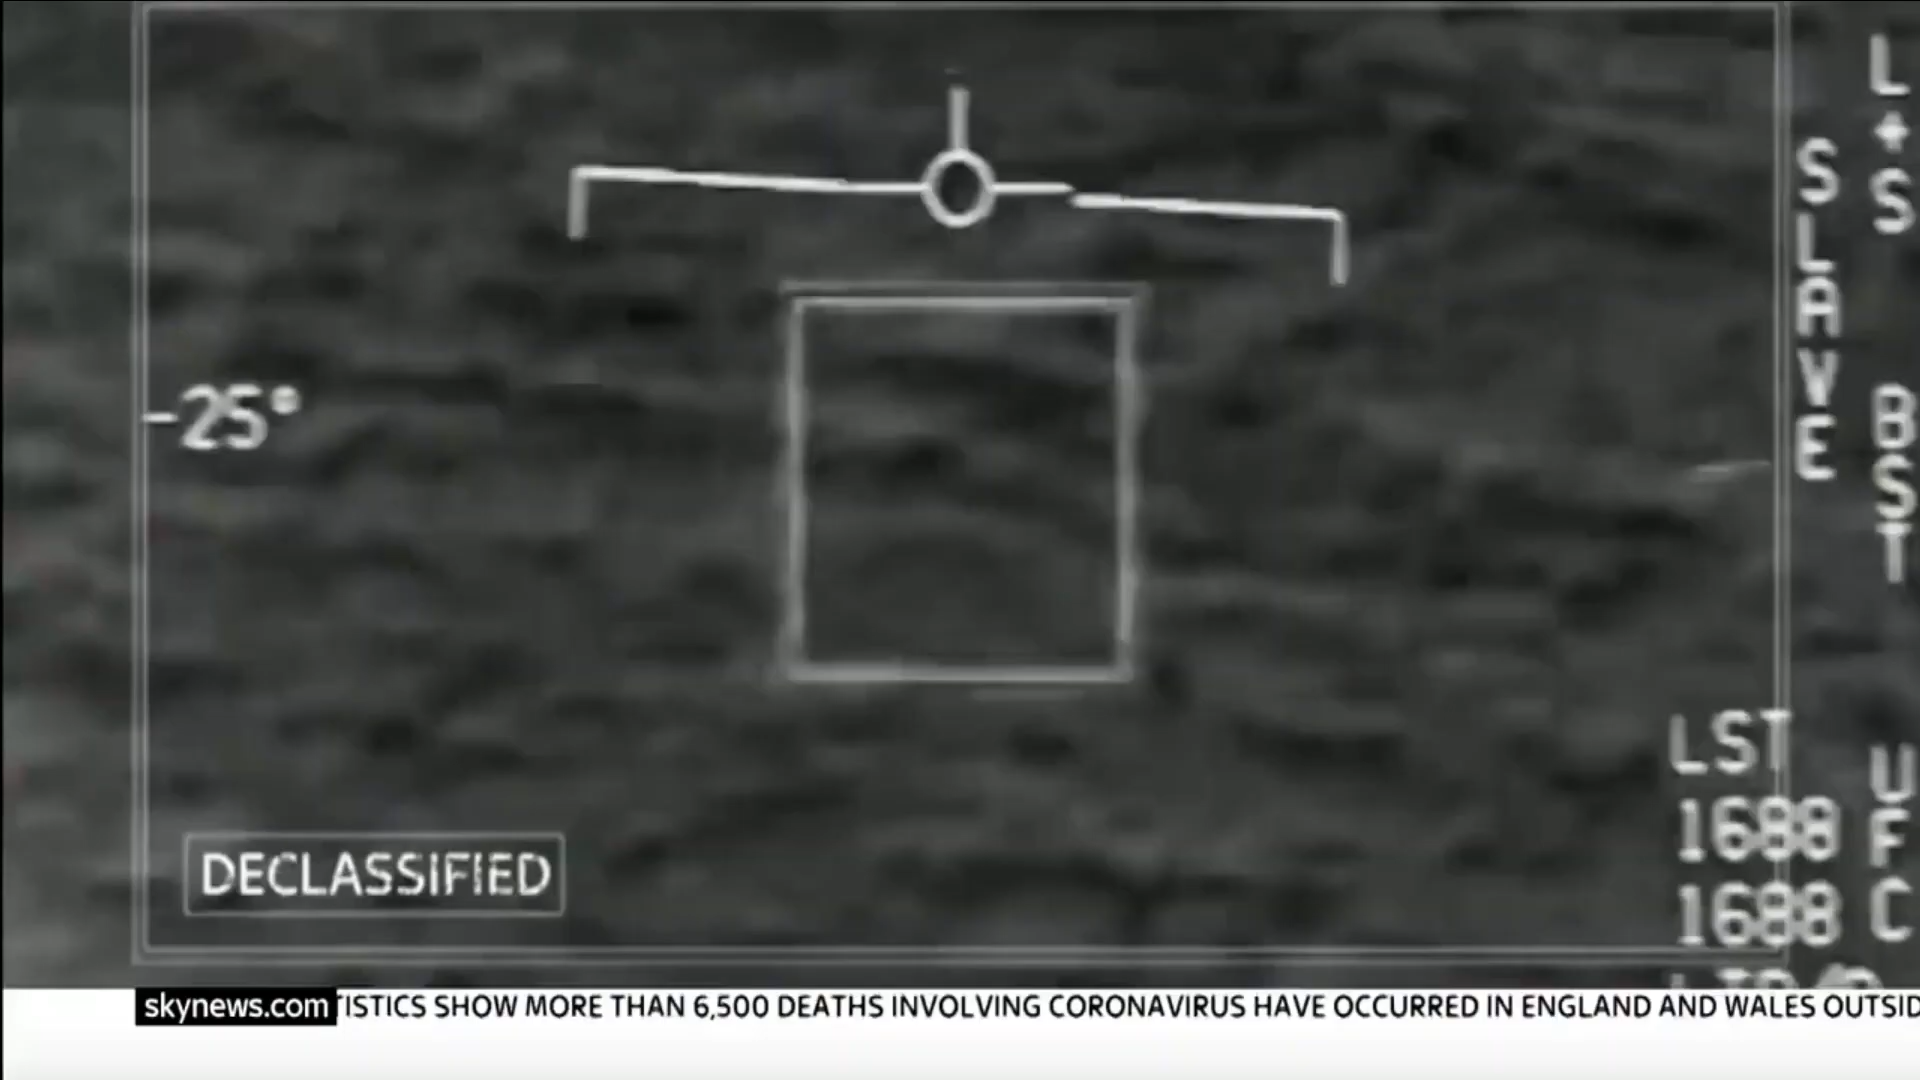 L+S
SLAVE
-25°
BST
LST
1688
UFC
1688
DECLASSIFIED
skynews.com
TISTICS SHOW MORE THAN 6,500 DEATHS INVOLVING CORONAVIRUS HAVE OCCURRED IN ENGLAND AND WALES OUTSID